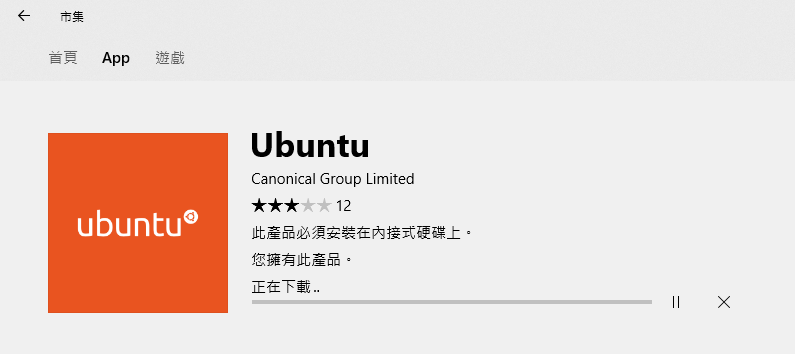 市集
首頁 App 遊戲
ubuntu
Ubuntu
Canonical Group Limited
12
此產品必須安裝在內接式硬碟上。
您擁有此產品。
正在下載..